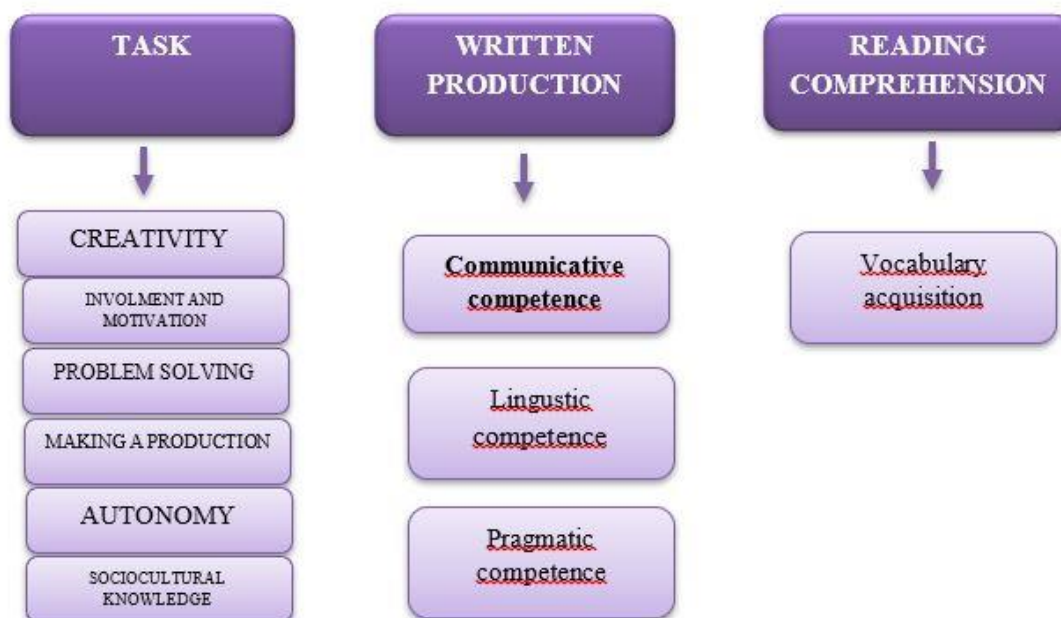 TASK
CREATIVITY
INVOLMENT AND
MOTIVATION
PROBLEM SOLVING
MAKING A PRODUCTION
AUTONOMY
SOCIOCULTURAL
KNOWLEDGE
WRITTEN
PRODUCTION
Communicative
competence
Lingustic
competence
Pragmatic
competence
READING
COMPREHENSION
Vocabulary
acquisition